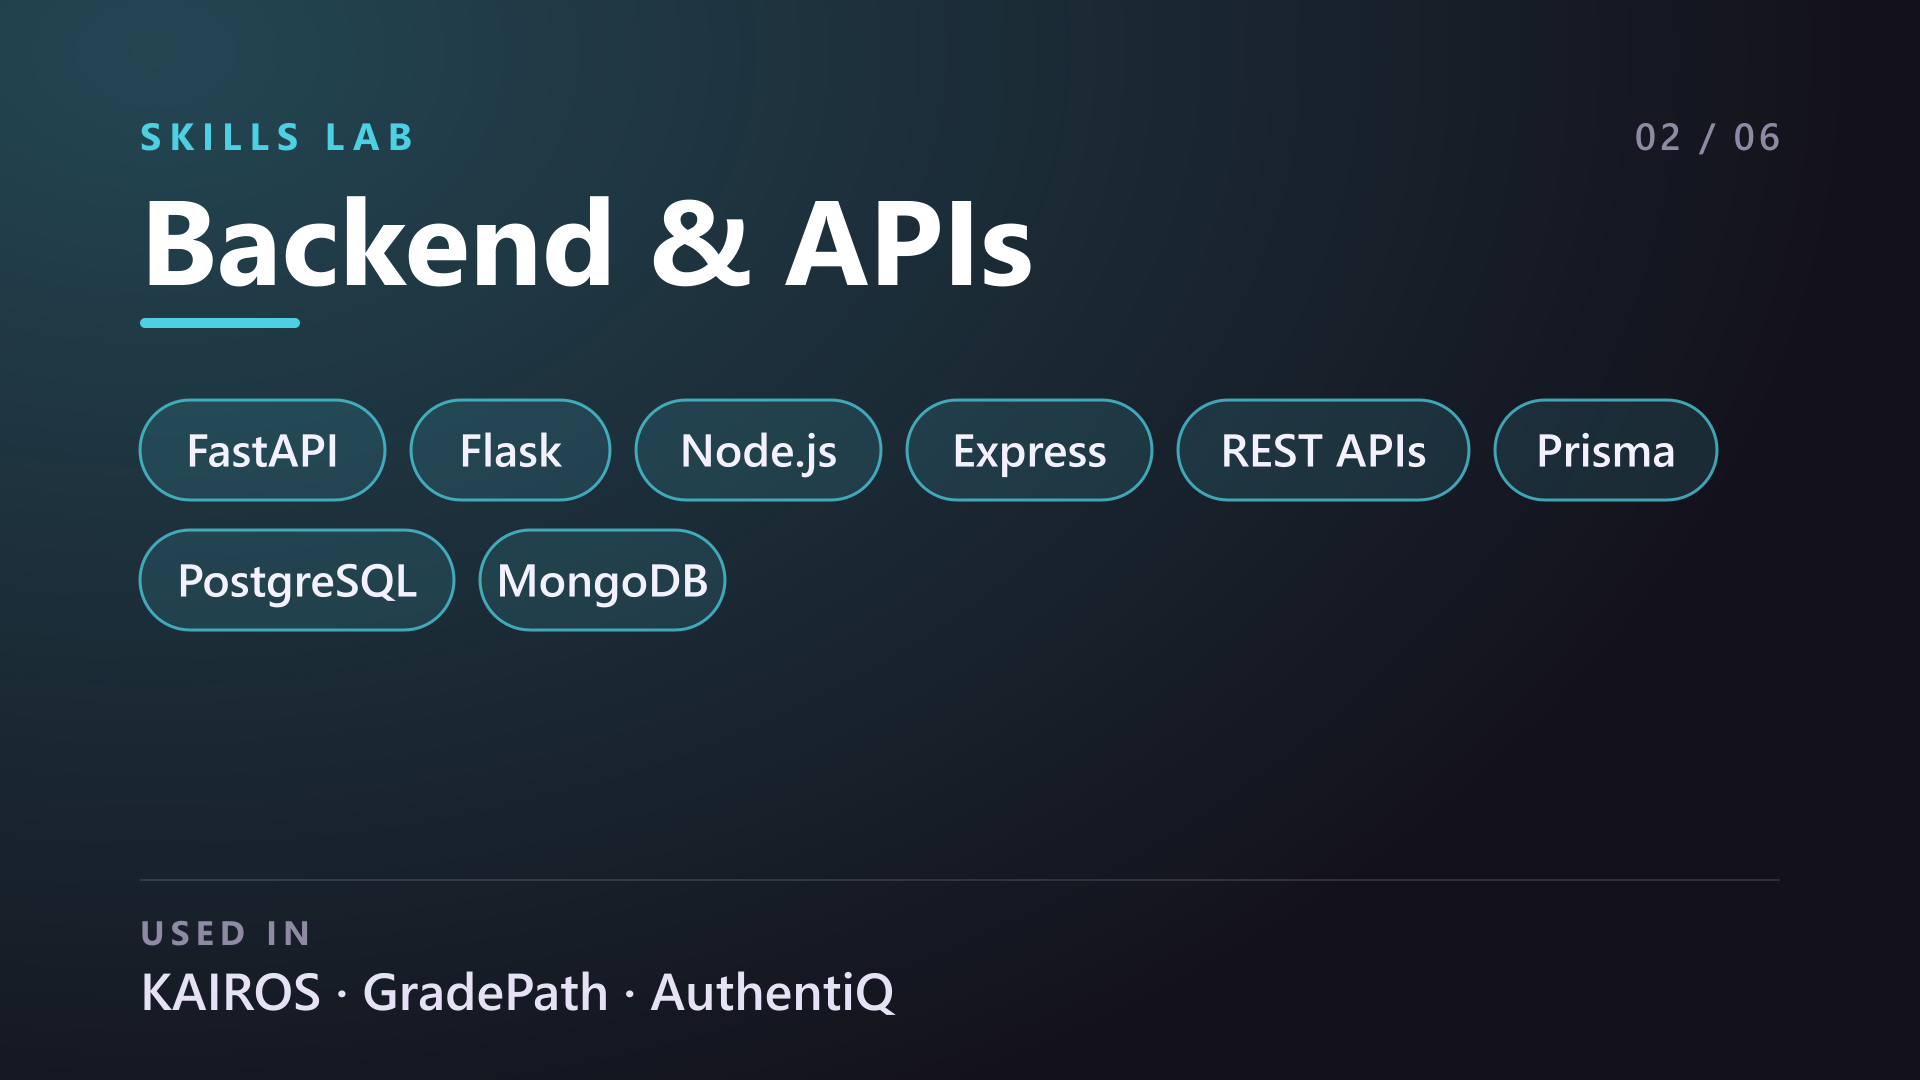 SKILLS LAB
02 / 06
Backend & APIs
FastAPI
Flask
Node.js
Express
REST APIs
Prisma
PostgreSQL
MongoDB
USED IN
KAIROS · GradePath · AuthentiQ